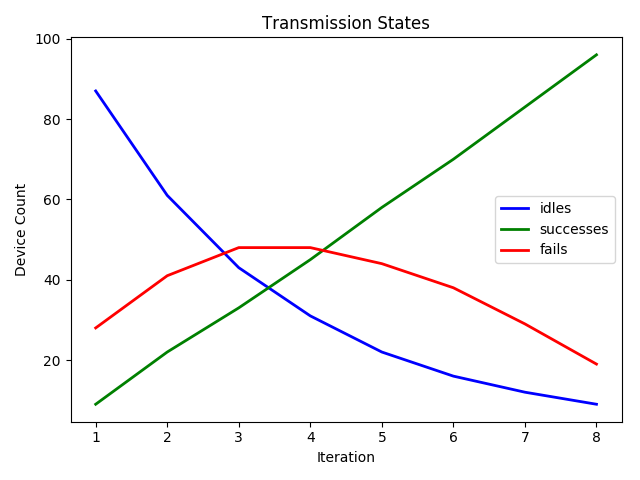 Transmission States
Device Count
100
80
60
40
20
idles
successes
fails
1 2 3 4 5 6 7 8
Iteration